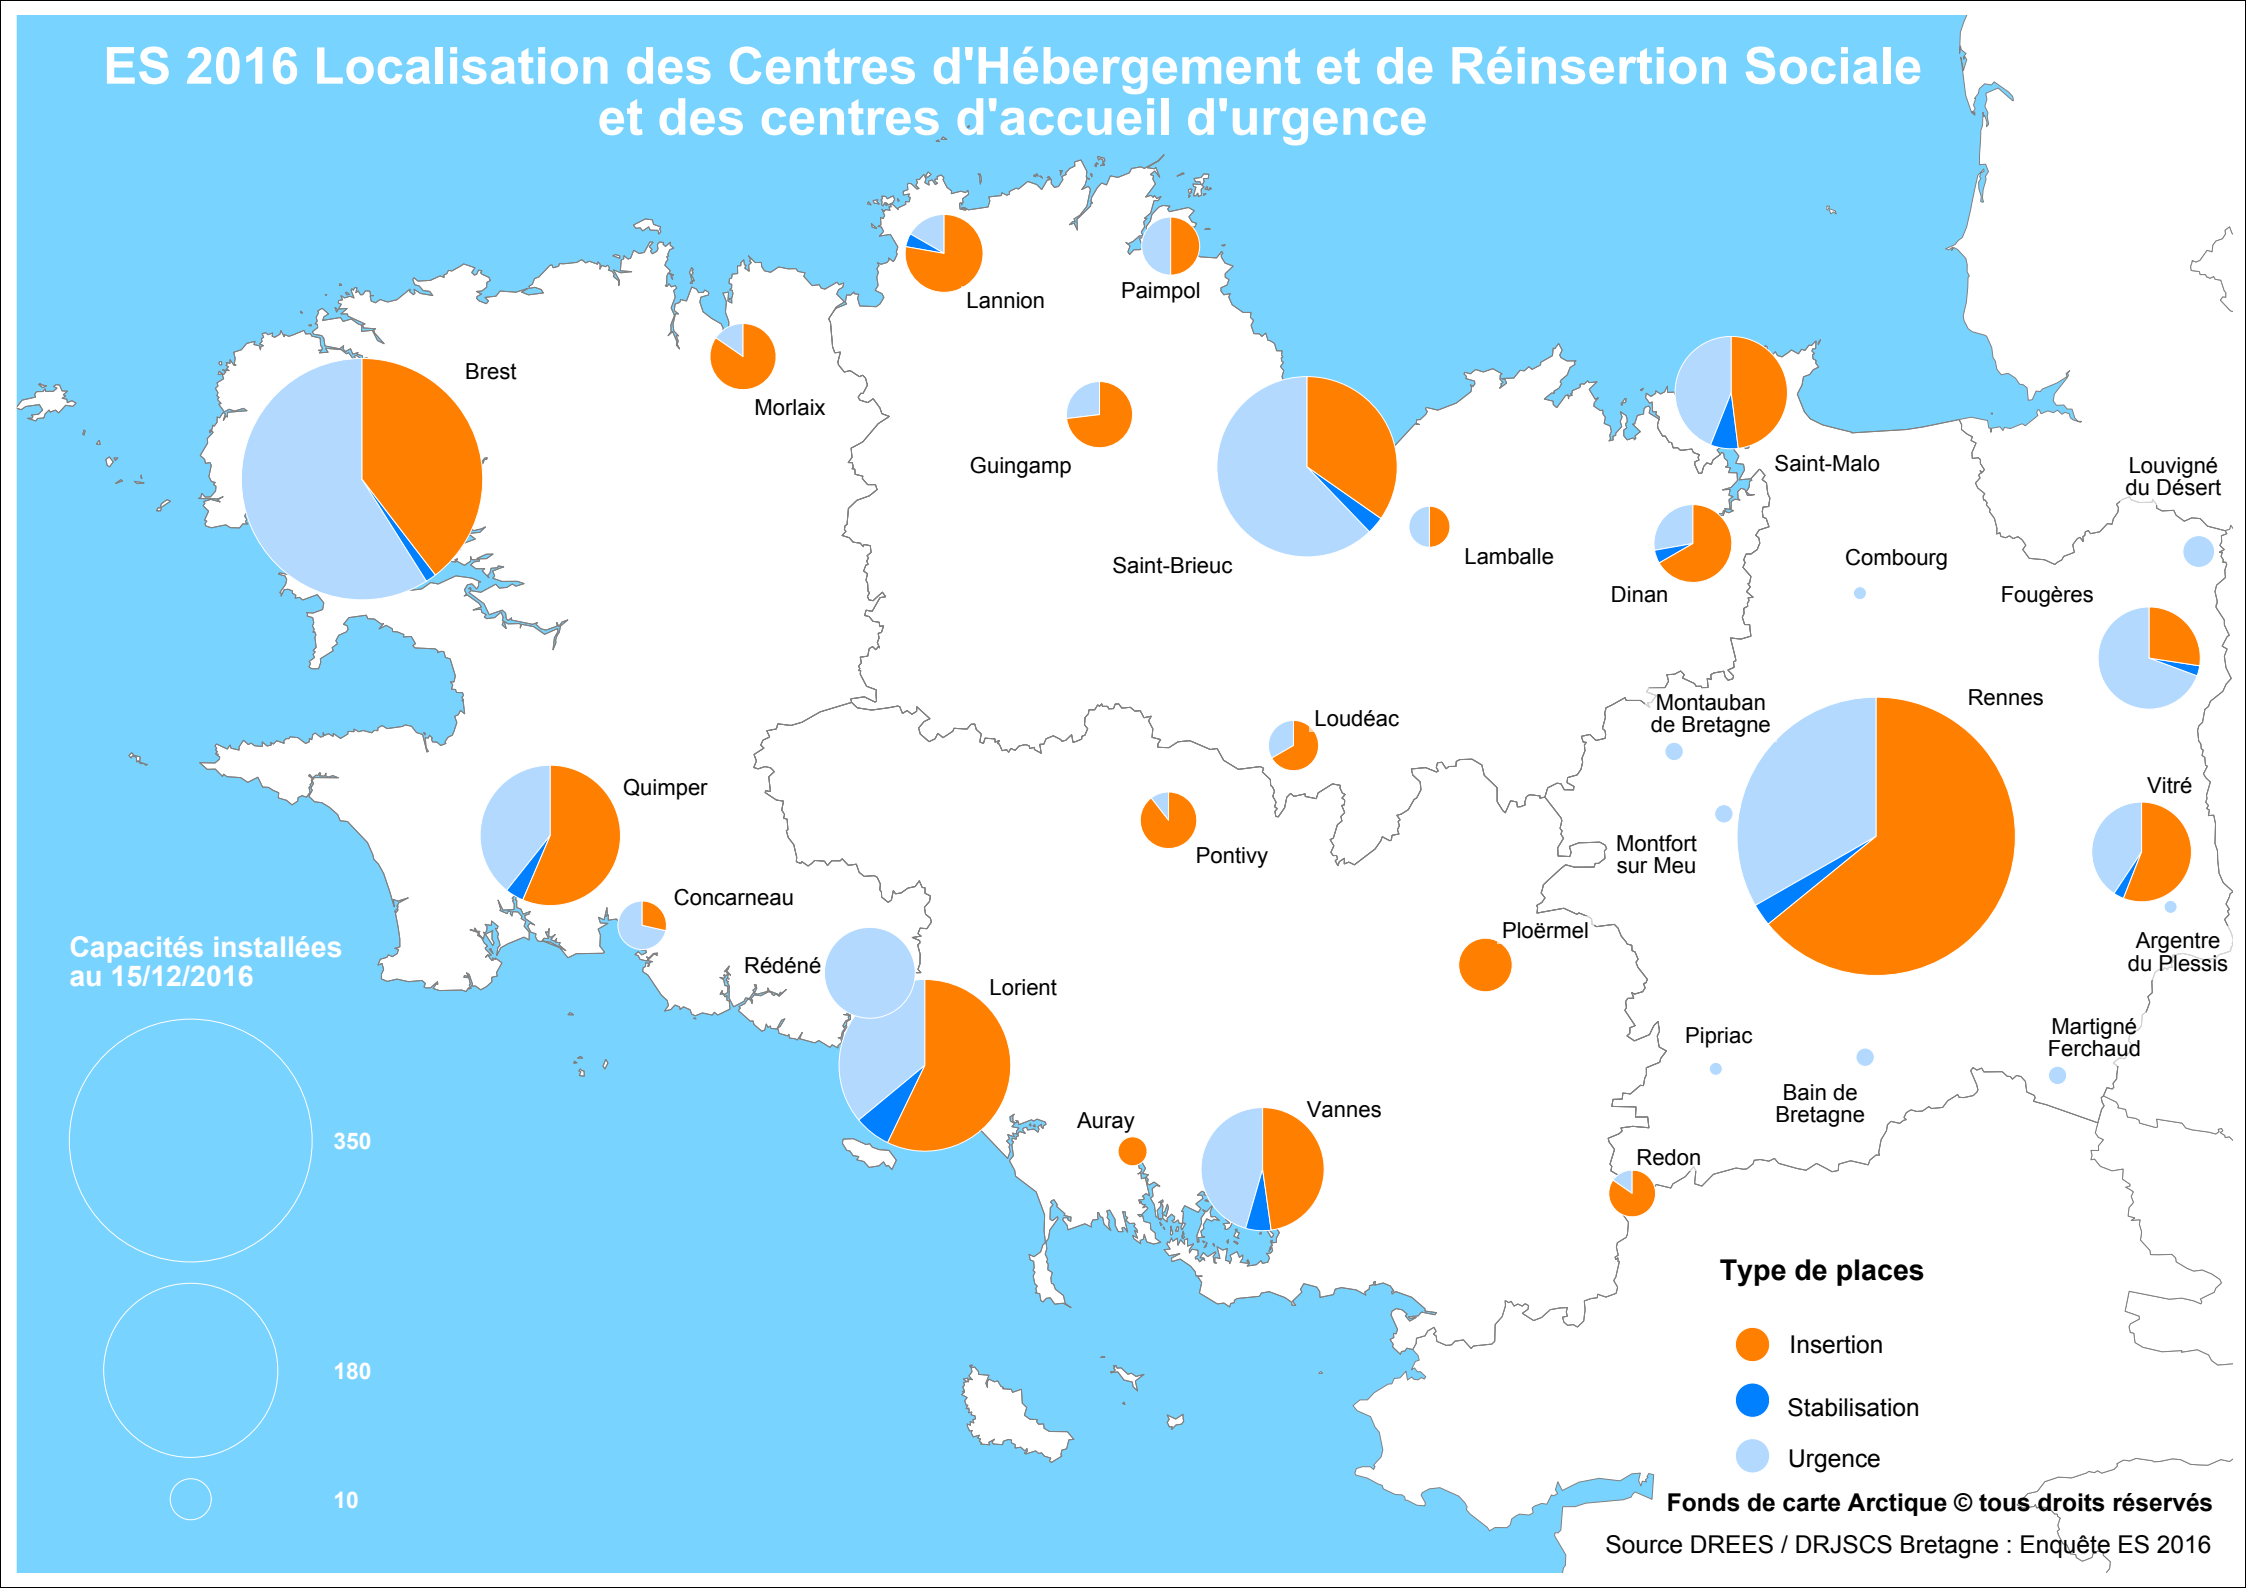 ES 2016 Localisation des Centres d'Hébergement et de Réinsertion Sociale
et des centres d'accueil d'urgence
Lannion
Paimpol
Brest
Morlaix
Guingamp
Saint-Malo
Louvigné
du Désert
Saint-Brieuc
Lamballe
Dinan
Combourg
Fougères
Rennes
Montauban
de Bretagne
Loudéac
Quimper
Vitré
Pontivy
Montfort
sur Meu
Concarneau
Ploërmel
Argentre
du Plessis
Rédéné
Lorient
Capacités installées
au 15/12/2016
350
180
10
Pipriac
Martigné
Ferchaud
Bain de
Bretagne
Auray
Vannes
Redon
Type de places
Insertion
Stabilisation
Urgence
Fonds de carte Arctique © tous droits réservés
Source DREES / DRJSCS Bretagne : Enquête ES 2016